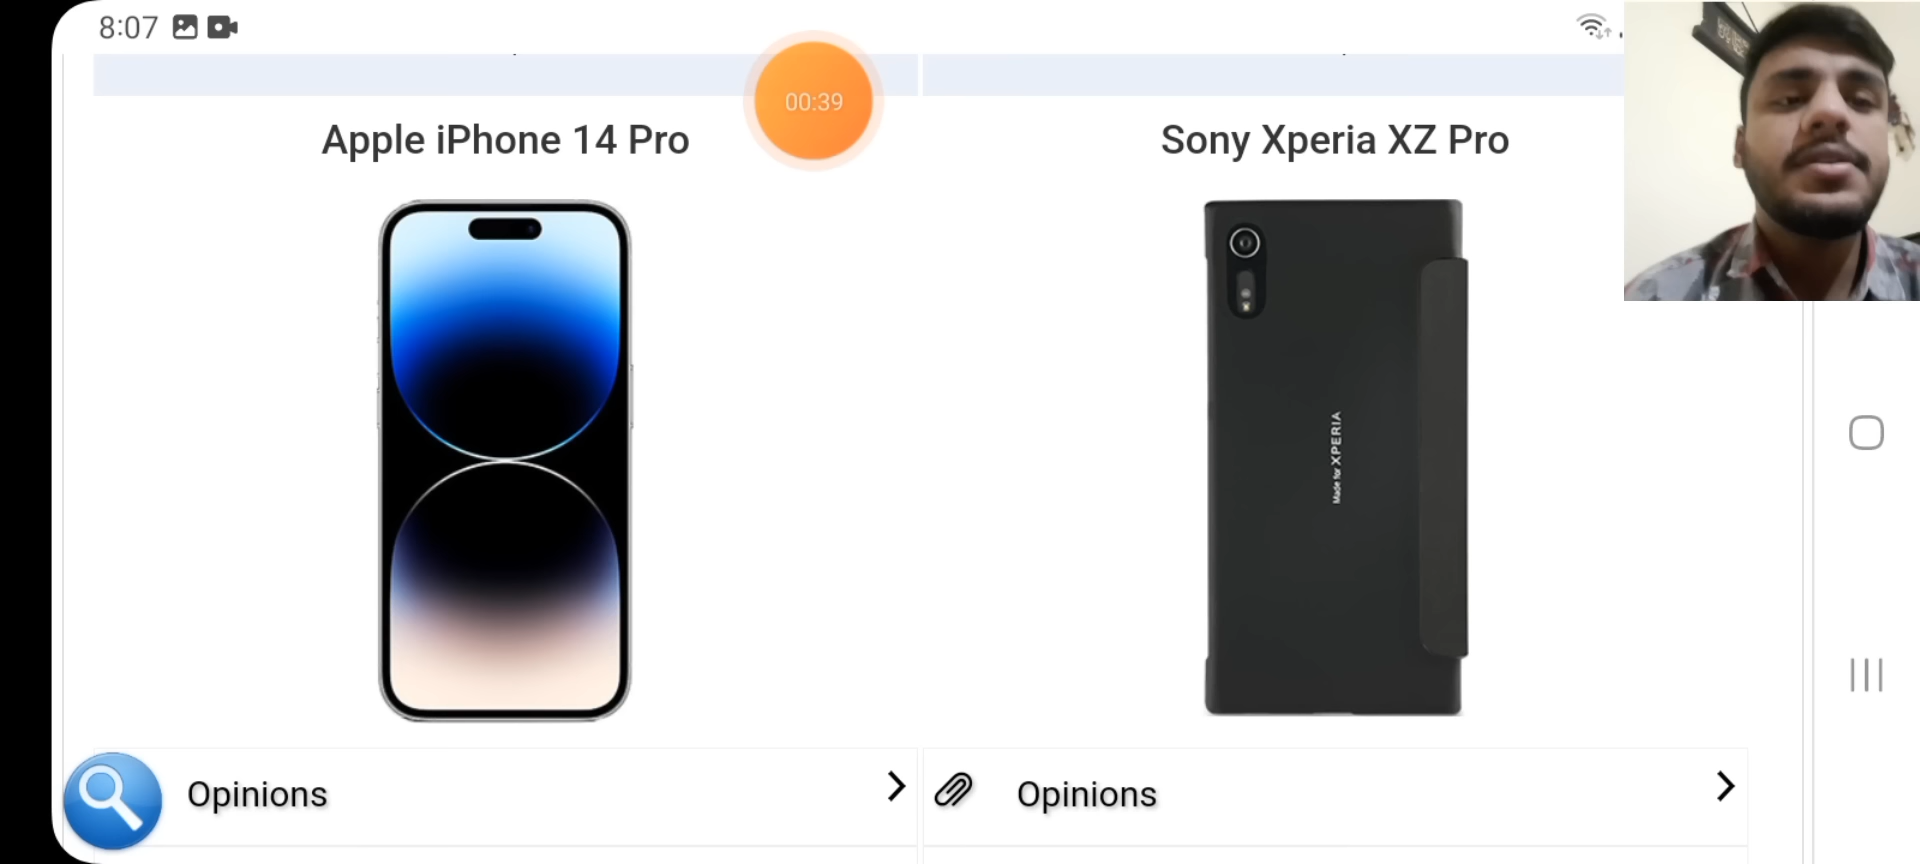 8:07
00:39
Apple iPhone 14 Pro
Sony Xperia XZ Pro
Made for XPERIA
Opinions
Opinions